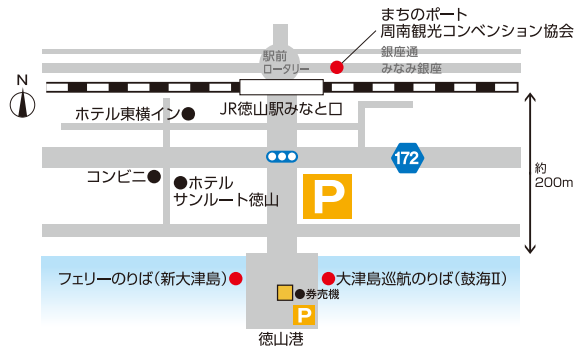 まちのポート
周南観光コンベンション協会
駅前
ロータリー
銀座通
みなみ銀座
N
JR徳山駅みなと口
ホテル東横イン
172
コンビニ
ホテル
サンルート徳山
P
約
200m
フェリーのりば（新大津島）
大津島巡航のりば（鼓海Ⅱ）
券売機
P
徳山港